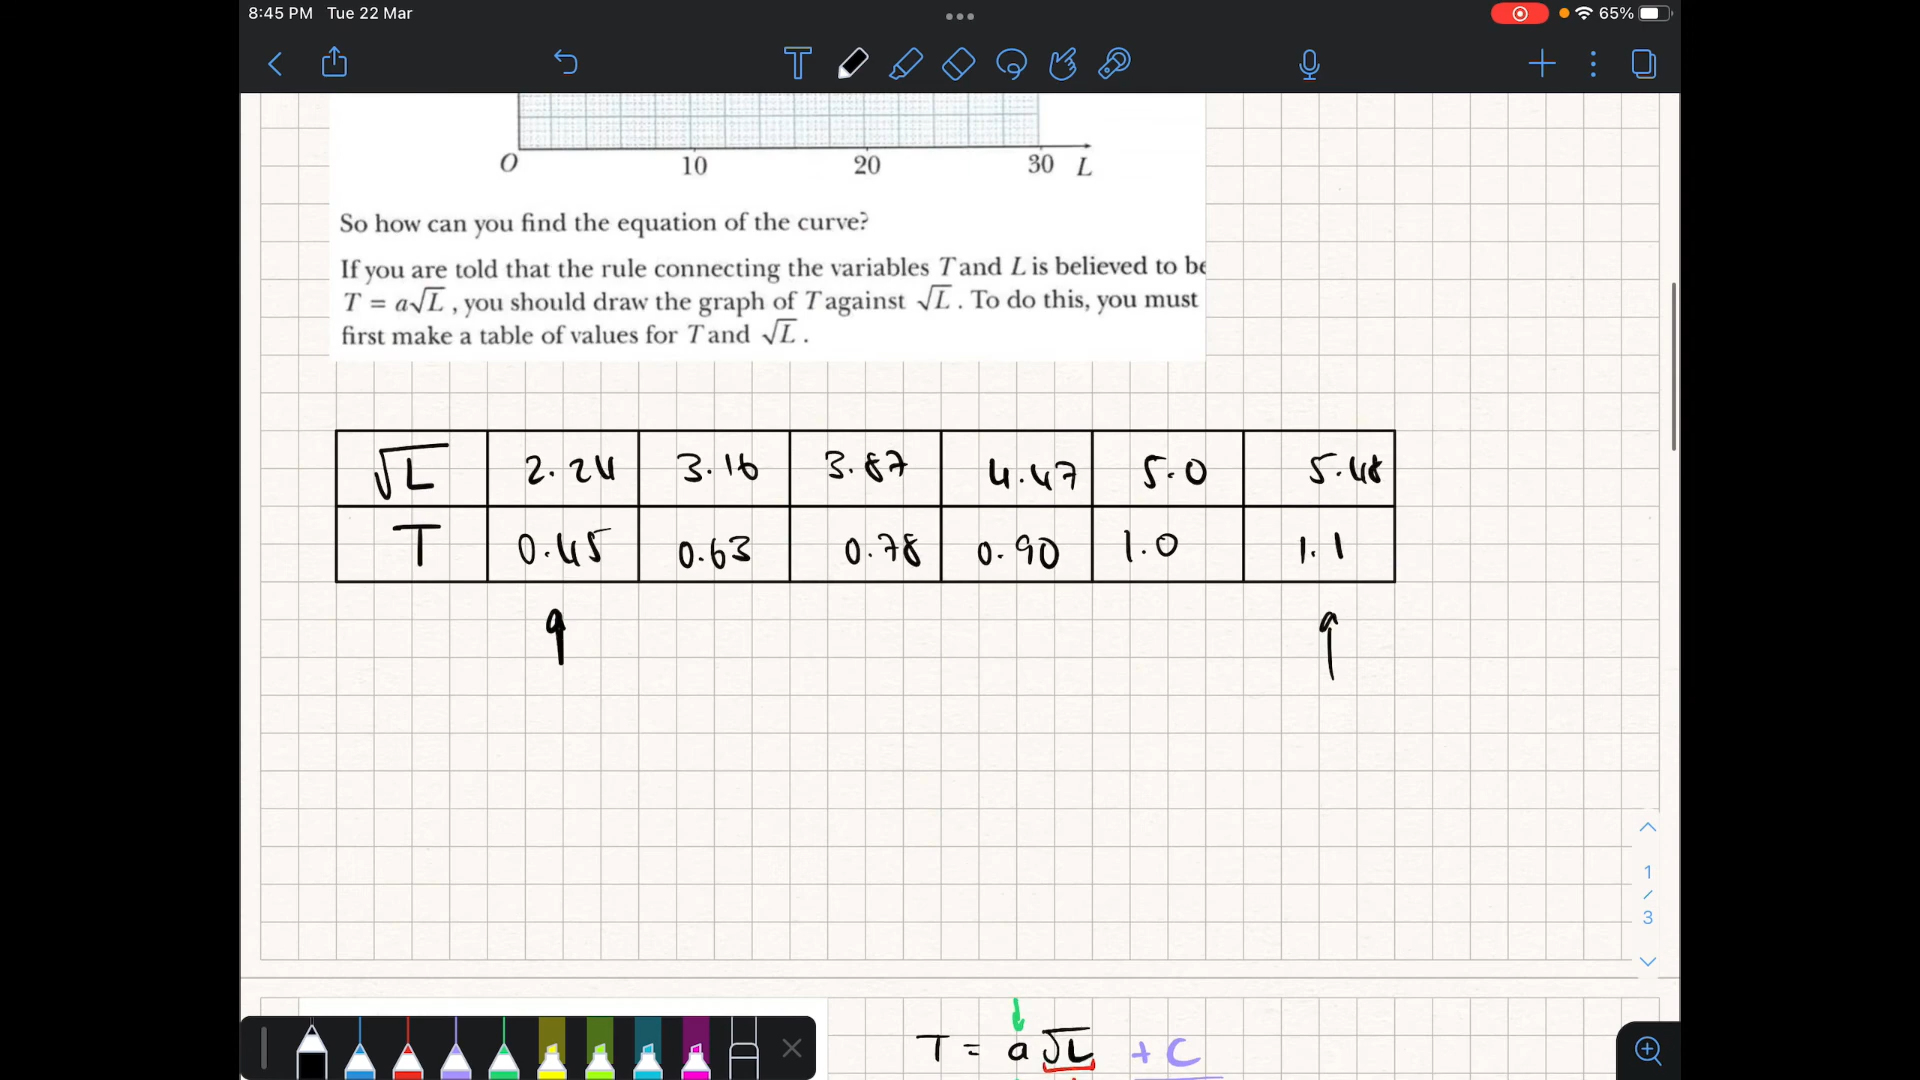 8:45 PM Tue 22 Mar
65%
T
O 10 20 30 L
So how can you find the equation of the curve?
If you are told that the rule connecting the variables T and L is believed to be
T = a√L , you should draw the graph of T against √L . To do this, you must
first make a table of values for T and √L .
√L 2.24 3.16 3.87 4.47 5.0 5.48
T 0.45 0.63 0.78 0.90 1.0 1.1
1
/
3
T = a√L + C